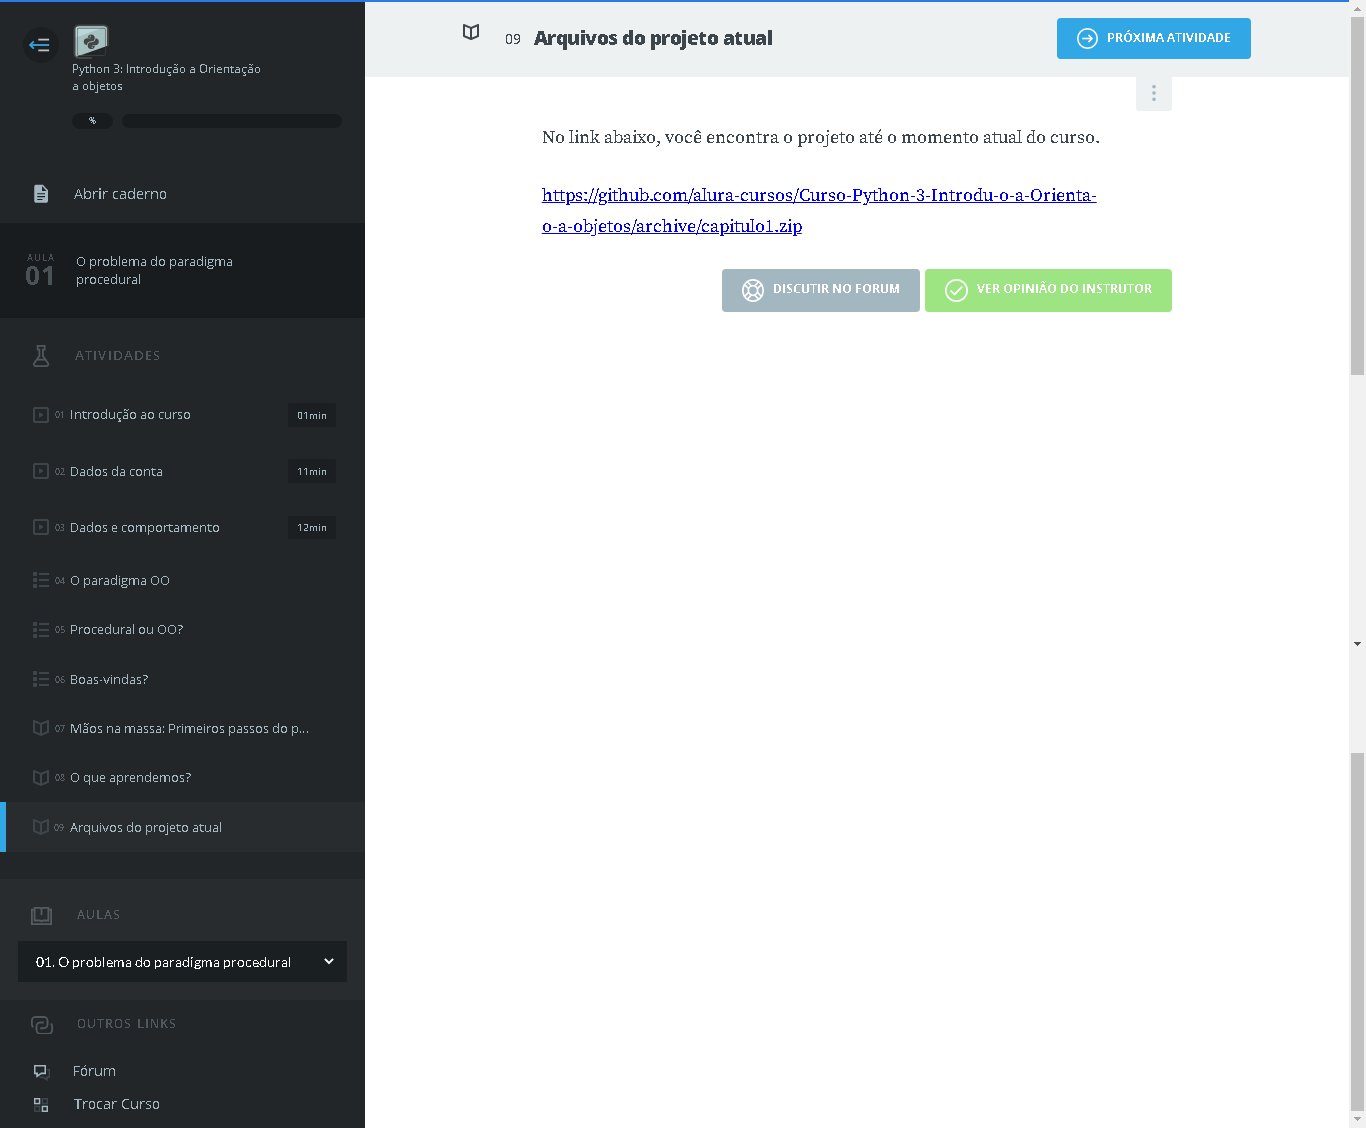 Python 3: Introdução a Orientação
a objetos
%
Abrir caderno
AULA
01
O problema do paradigma
procedural
ATIVIDADES
01 Introdução ao curso 01min
02 Dados da conta 11min
03 Dados e comportamento 12min
04 O paradigma OO
05 Procedural ou OO?
06 Boas-vindas?
07 Mãos na massa: Primeiros passos do p...
08 O que aprendemos?
09 Arquivos do projeto atual
AULAS
01. O problema do paradigma procedural
OUTROS LINKS
Fórum
Trocar Curso
09 Arquivos do projeto atual
PRÓXIMA ATIVIDADE
No link abaixo, você encontra o projeto até o momento atual do curso.
https://github.com/alura-cursos/Curso-Python-3-Introdu-o-a-Orienta-
o-a-objetos/archive/capitulo1.zip
DISCUTIR NO FORUM
VER OPINIÃO DO INSTRUTOR